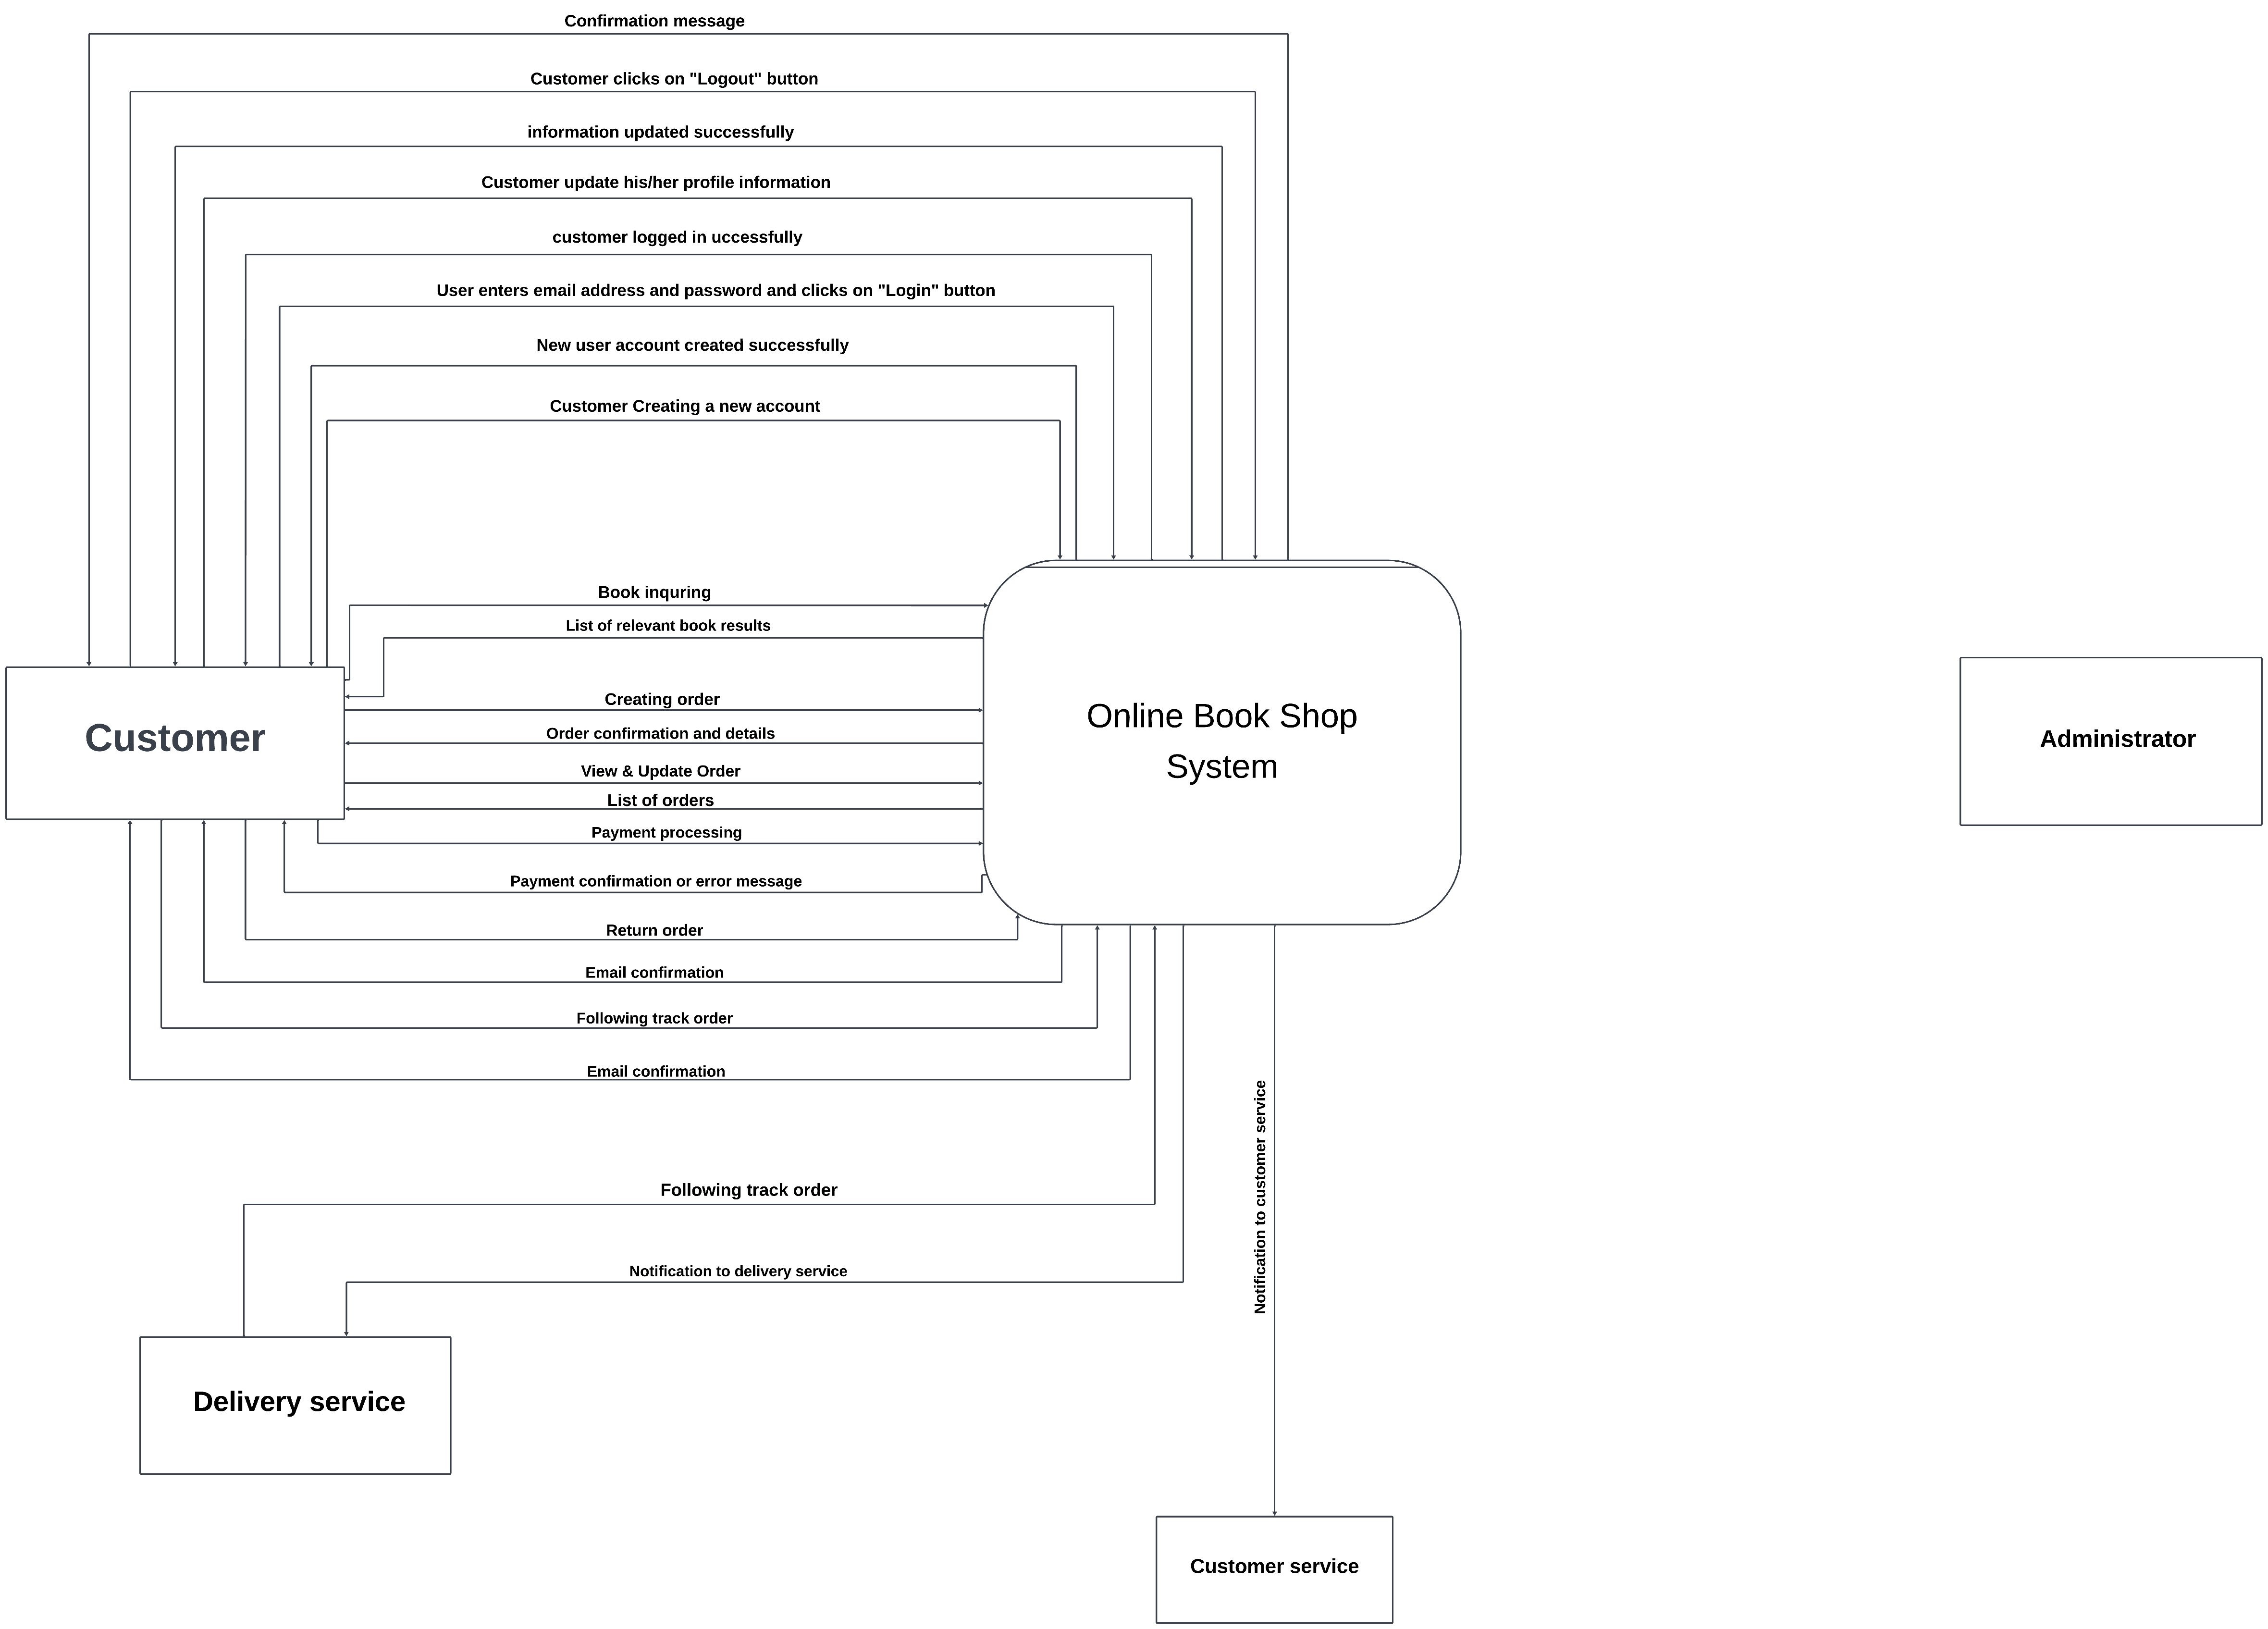 Confirmation message
Customer clicks on "Logout" button
information updated successfully
Customer update his/her profile information
customer logged in uccessfully
User enters email address and password and clicks on "Login" button
New user account created successfully
Customer Creating a new account
Book inquring
List of relevant book results
Creating order
Order confirmation and details
View & Update Order
List of orders
Payment processing
Payment confirmation or error message
Return order
Email confirmation
Following track order
Email confirmation
Customer
Online Book Shop
System
Administrator
Following track order
Notification to delivery service
Notification to customer service
Delivery service
Customer service